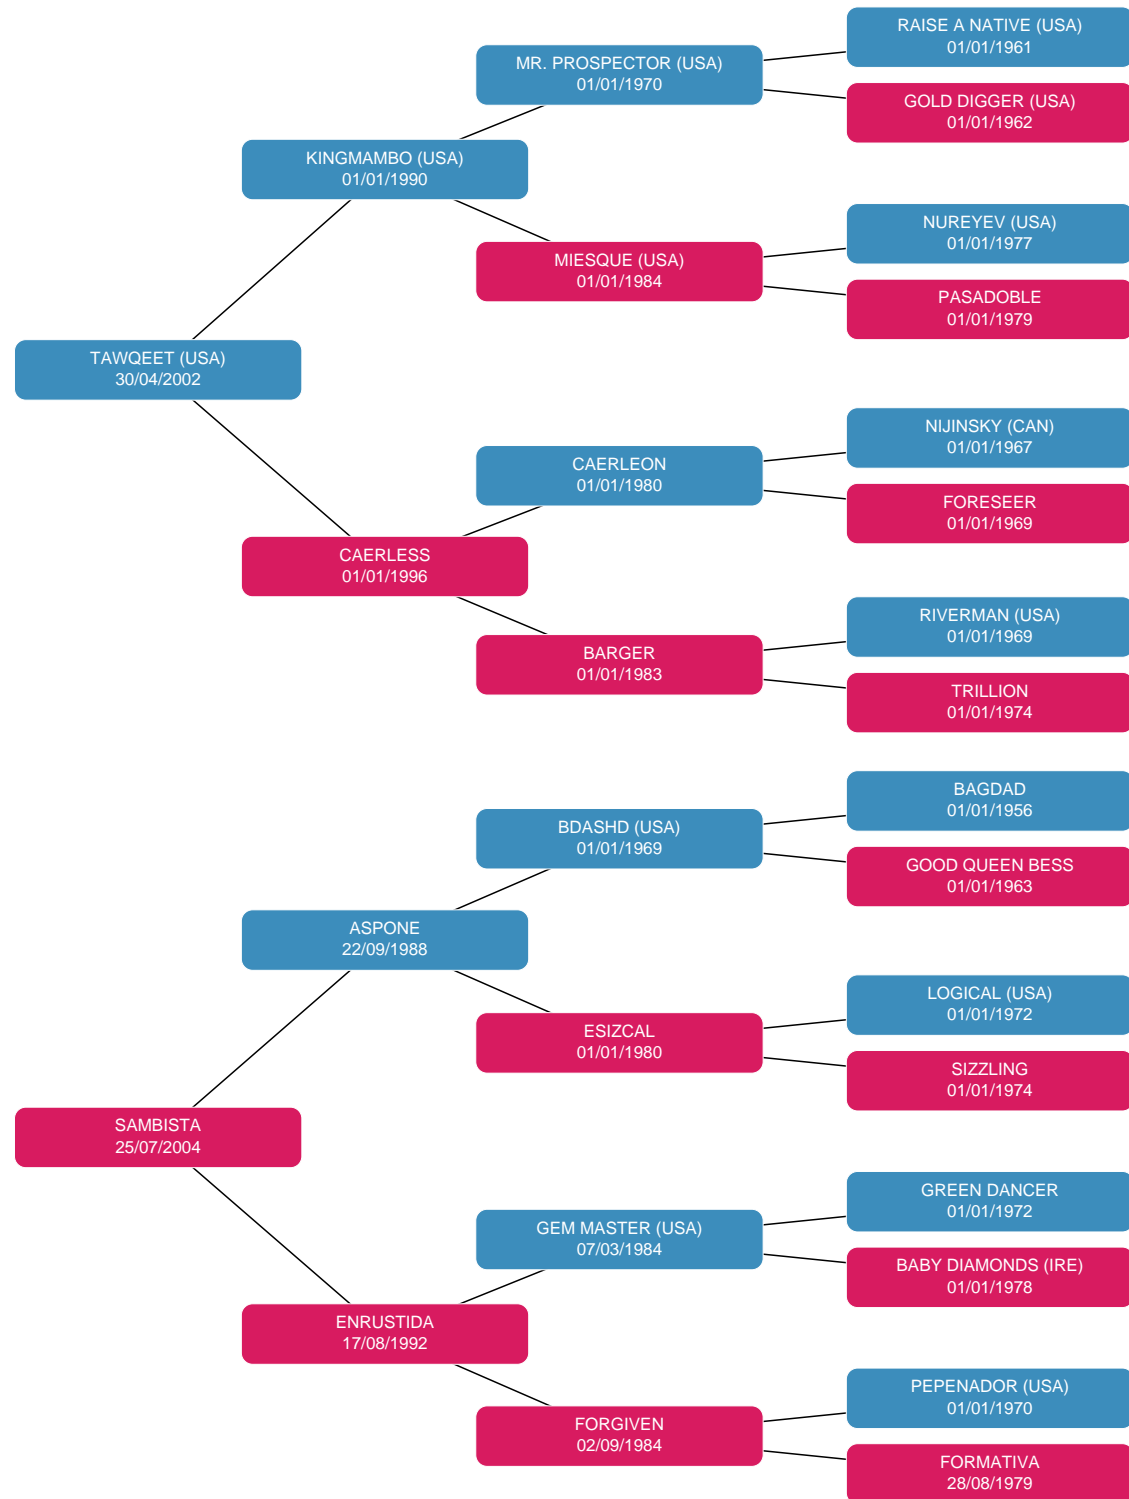 RAISE A NATIVE (USA)
01/01/1961
MR. PROSPECTOR (USA)
01/01/1970
GOLD DIGGER (USA)
01/01/1962
KINGMAMBO (USA)
01/01/1990
NUREYEV (USA)
01/01/1977
MIESQUE (USA)
01/01/1984
PASADOBLE
01/01/1979
TAWQEET (USA)
30/04/2002
NIJINSKY (CAN)
01/01/1967
CAERLEON
01/01/1980
FORESEER
01/01/1969
CAERLESS
01/01/1996
RIVERMAN (USA)
01/01/1969
BARGER
01/01/1983
TRILLION
01/01/1974
BAGDAD
01/01/1956
BDASHD (USA)
01/01/1969
GOOD QUEEN BESS
01/01/1963
ASPONE
22/09/1988
LOGICAL (USA)
01/01/1972
ESIZCAL
01/01/1980
SIZZLING
01/01/1974
SAMBISTA
25/07/2004
GREEN DANCER
01/01/1972
GEM MASTER (USA)
07/03/1984
BABY DIAMONDS (IRE)
01/01/1978
ENRUSTIDA
17/08/1992
PEPENADOR (USA)
01/01/1970
FORGIVEN
02/09/1984
FORMATIVA
28/08/1979